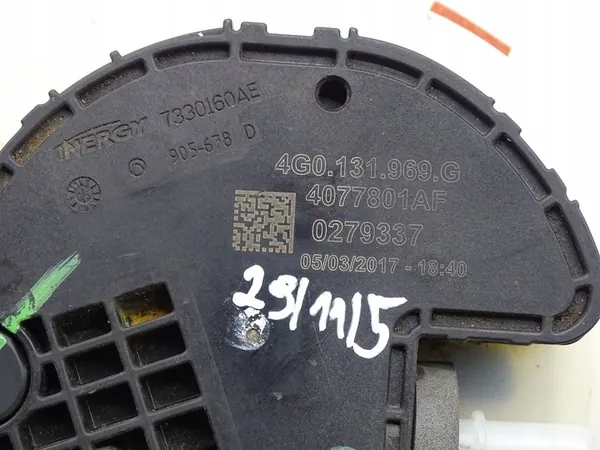 INERGY 7330160AE
905-678 D
4G0.131.969.G
4077801AF
0279337
05/03/2017 - 18:40
29/11/5